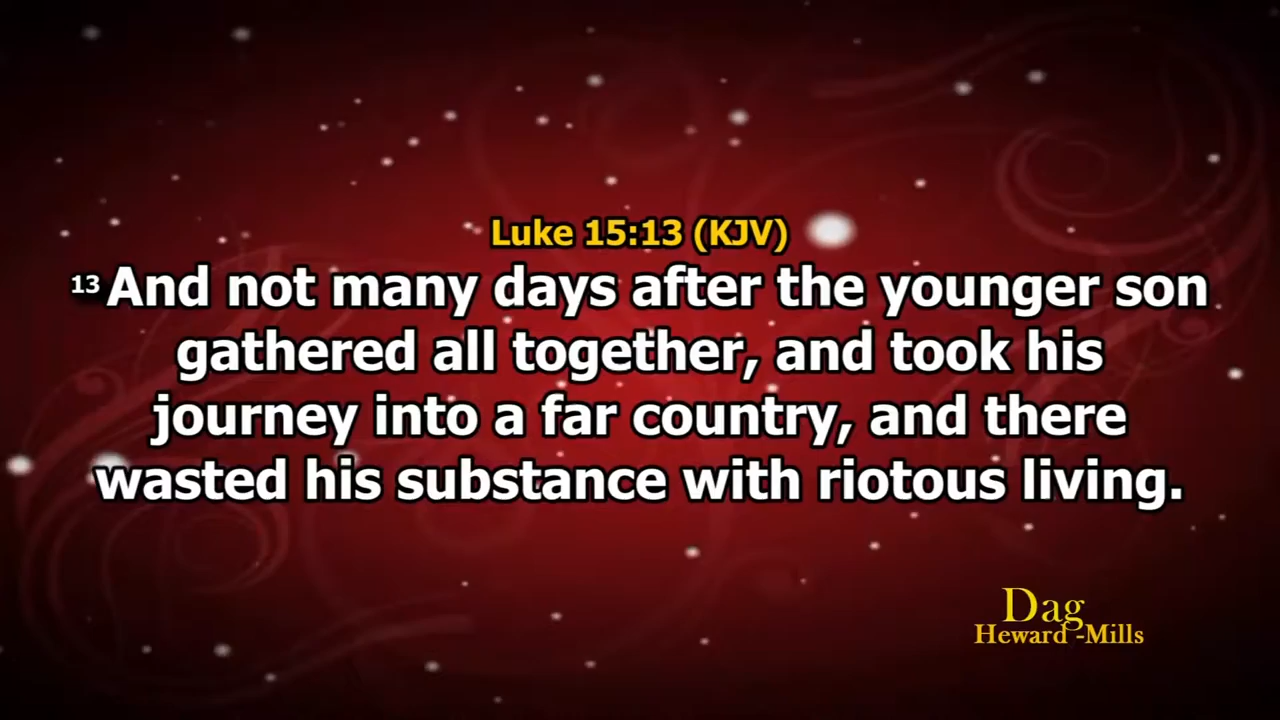 Luke 15:13 (KJV)
13 And not many days after the younger son
gathered all together, and took his
journey into a far country, and there
wasted his substance with riotous living.
Dag
Heward -Mills